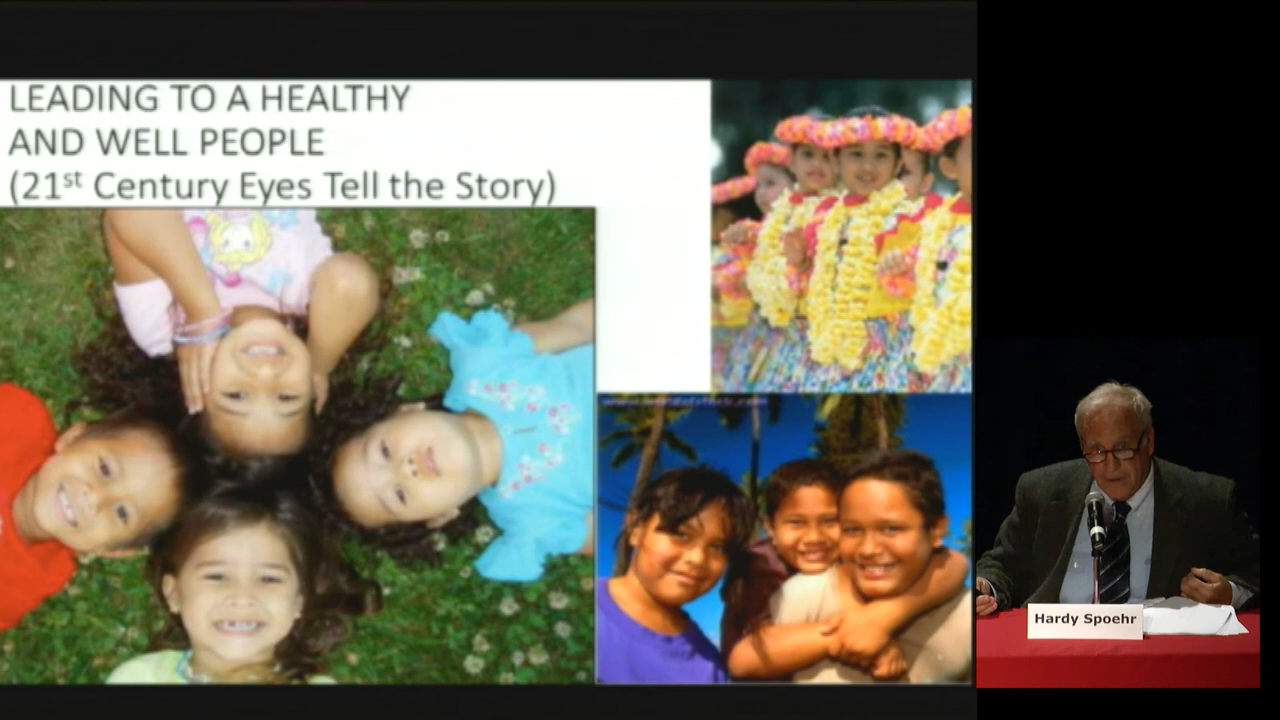 LEADING TO A HEALTHY
AND WELL PEOPLE
(21st Century Eyes Tell the Story)
Hardy Spoehr